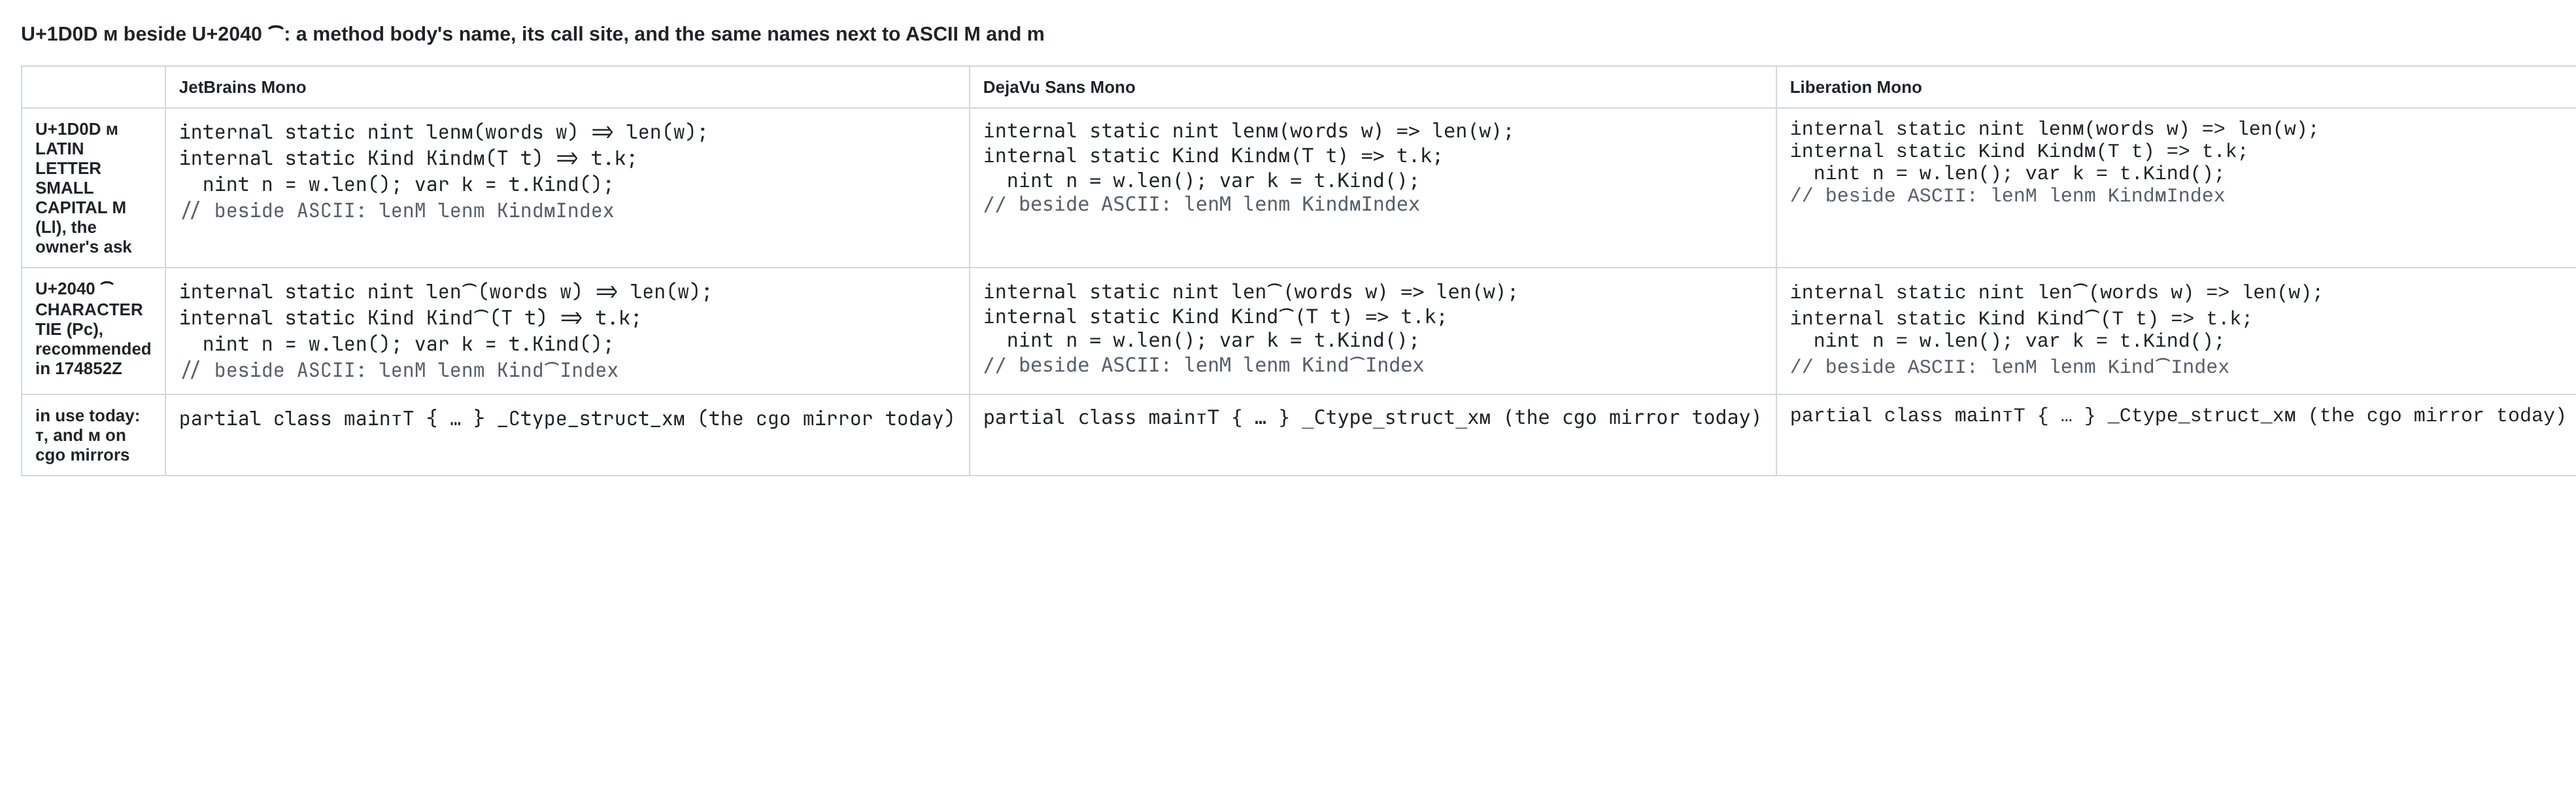 U+1D0D ᴍ beside U+2040 ⁀: a method body's name, its call site, and the same names next to ASCII M and m
JetBrains Mono
DejaVu Sans Mono
Liberation Mono
U+1D0D ᴍ
LATIN
LETTER
SMALL
CAPITAL M
(Ll), the
owner's ask
internal static nint lenᴍ(words w) => len(w);
internal static Kind Kindᴍ(T t) => t.k;
nint n = w.len(); var k = t.Kind();
// beside ASCII: lenM lenm KindᴍIndex
internal static nint lenᴍ(words w) => len(w);
internal static Kind Kindᴍ(T t) => t.k;
nint n = w.len(); var k = t.Kind();
// beside ASCII: lenM lenm KindᴍIndex
internal static nint lenᴍ(words w) => len(w);
internal static Kind Kindᴍ(T t) => t.k;
nint n = w.len(); var k = t.Kind();
// beside ASCII: lenM lenm KindᴍIndex
U+2040 ⁀
CHARACTER
TIE (Pc),
recommended
in 174852Z
internal static nint len⁀(words w) => len(w);
internal static Kind Kind⁀(T t) => t.k;
nint n = w.len(); var k = t.Kind();
// beside ASCII: lenM lenm Kind⁀Index
internal static nint len⁀(words w) => len(w);
internal static Kind Kind⁀(T t) => t.k;
nint n = w.len(); var k = t.Kind();
// beside ASCII: lenM lenm Kind⁀Index
internal static nint len⁀(words w) => len(w);
internal static Kind Kind⁀(T t) => t.k;
nint n = w.len(); var k = t.Kind();
// beside ASCII: lenM lenm Kind⁀Index
in use today:
ᴛ, and ᴍ on
cgo mirrors
partial class mainᴛT { … } _Ctype_struct_xᴍ (the cgo mirror today)
partial class mainᴛT { … } _Ctype_struct_xᴍ (the cgo mirror today)
partial class mainᴛT { … } _Ctype_struct_xᴍ (the cgo mirror today)